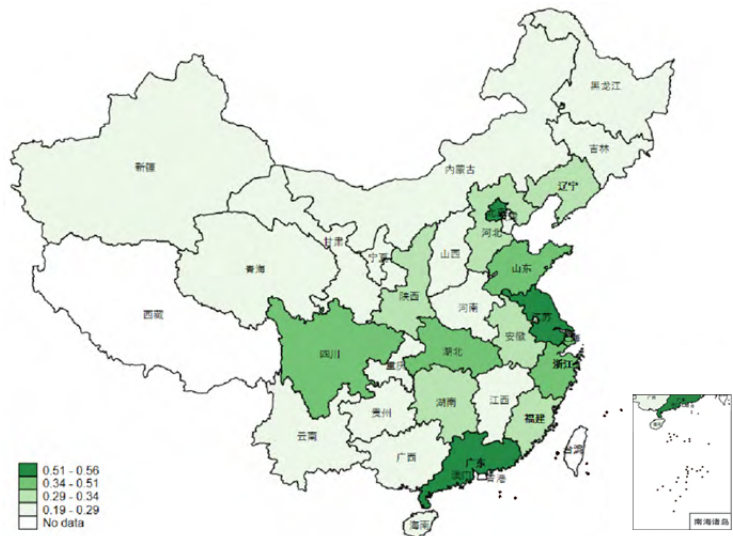 黑龙江
吉林
新疆
内蒙古
辽宁
河北
甘肃
宁夏
山西
山东
青海
陕西
河南
西藏
安徽
四川
湖北
重庆
浙江
湖南
江西
贵州
福建
云南
广西
广东
台湾
澳门
香港
海南
0.51 - 0.56
0.34 - 0.51
0.29 - 0.34
0.19 - 0.29
No data
南海诸岛